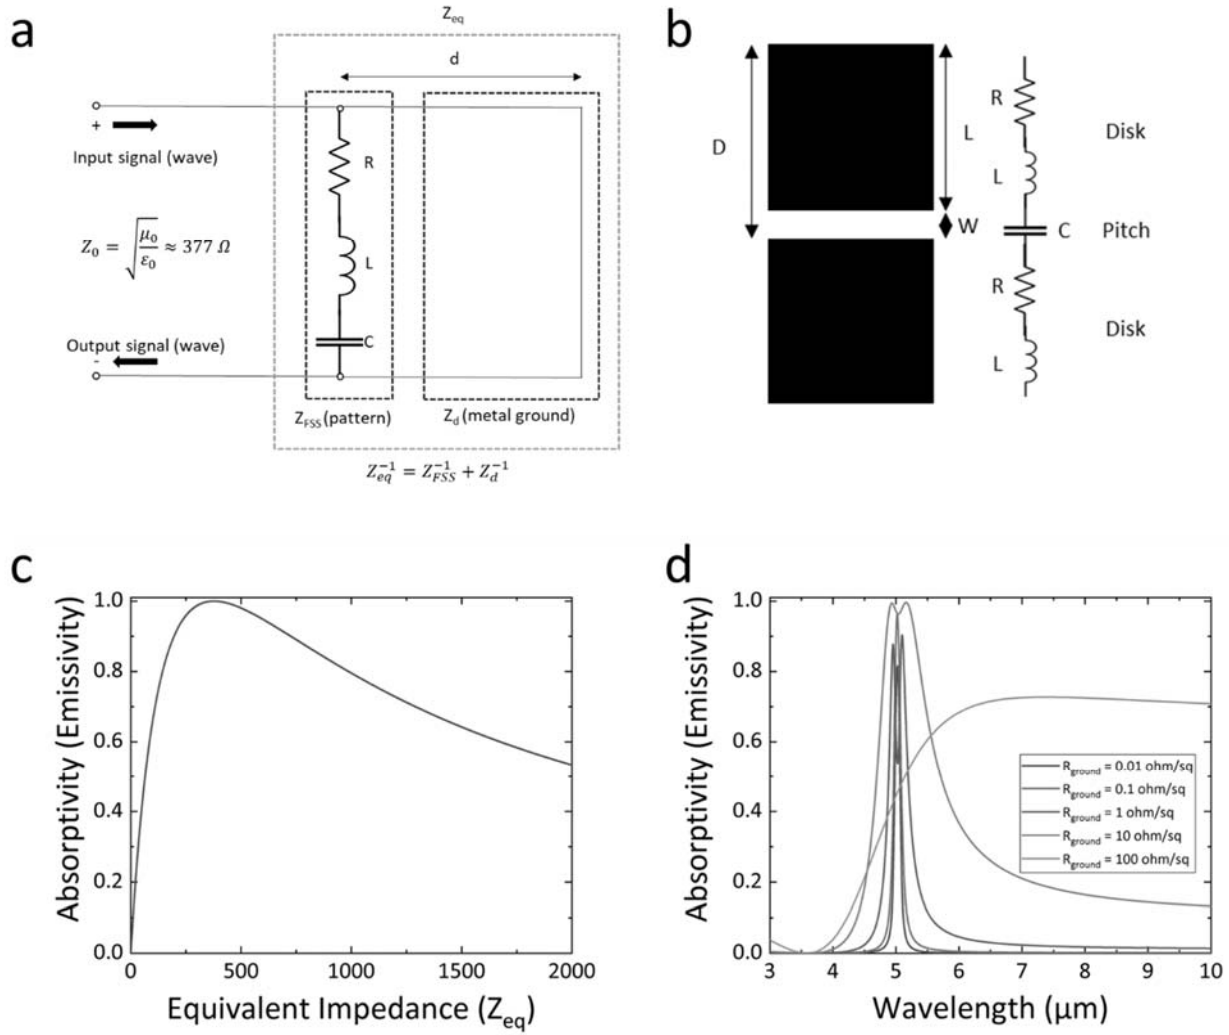 a
Z_eq
d
+
Input signal (wave)
R
Z_0 = √(μ_0/ε_0) ≈ 377 Ω
L
Output signal (wave)
-
C
Z_FSS (pattern)
Z_d (metal ground)
Z_eq^-1 = Z_FSS^-1 + Z_d^-1
b
D
L
W
R
L
C
R
L
Disk
Pitch
Disk
c
Absorptivity (Emissivity)
1.0
0.8
0.6
0.4
0.2
0.0
0
500
1000
1500
2000
Equivalent Impedance (Z_eq)
d
Absorptivity (Emissivity)
1.0
0.8
0.6
0.4
0.2
0.0
R_ground = 0.01 ohm/sq
R_ground = 0.1 ohm/sq
R_ground = 1 ohm/sq
R_ground = 10 ohm/sq
R_ground = 100 ohm/sq
3
4
5
6
7
8
9
10
Wavelength (μm)